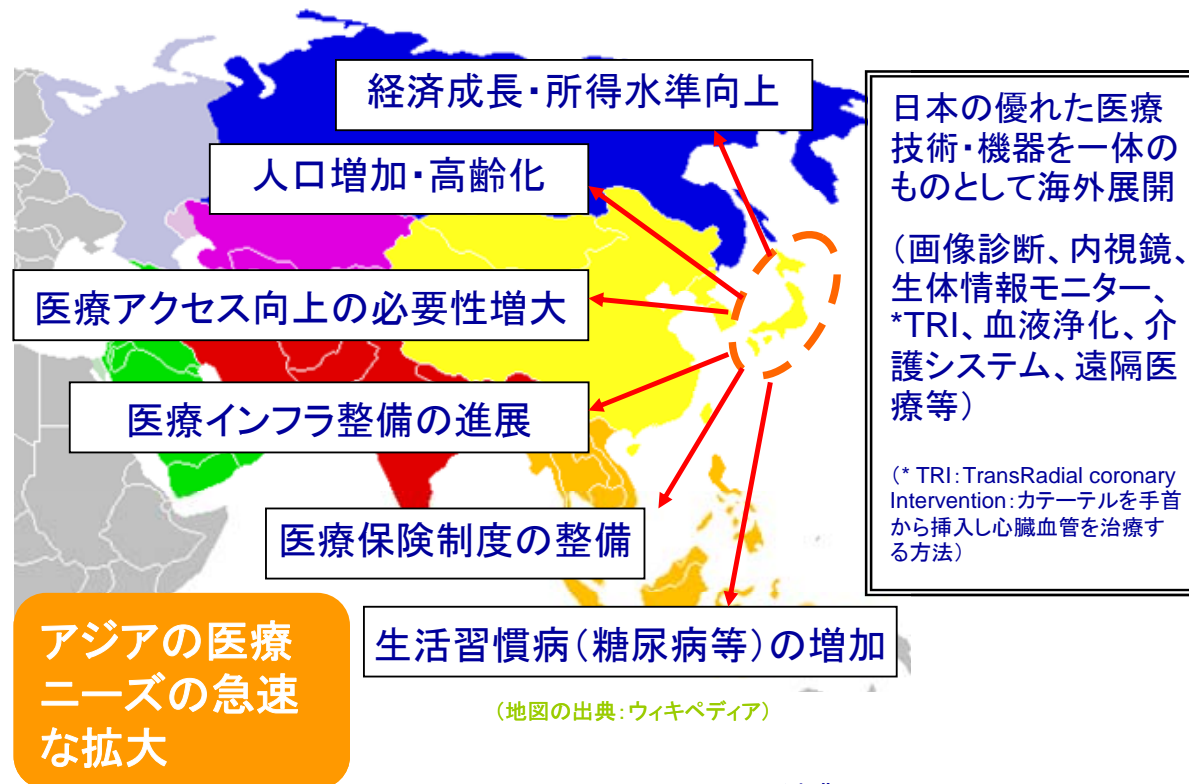 経済成長・所得水準向上
人口増加・高齢化
医療アクセス向上の必要性増大
医療インフラ整備の進展
医療保険制度の整備
生活習慣病（糖尿病等）の増加
アジアの医療
ニーズの急速
な拡大
（地図の出典：ウィキペディア）
日本の優れた医療
技術・機器を一体の
ものとして海外展開
（画像診断、内視鏡、
生体情報モニター、
*TRI、血液浄化、介
護システム、遠隔医
療等）
（* TRI：TransRadial coronary
Intervention：カテーテルを手首
から挿入し心臓血管を治療す
る方法）